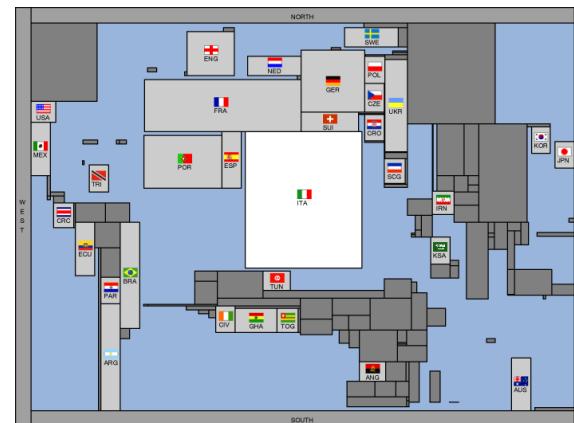 NORTH
SWE
ENG
NED
POL
GER
USA
FRA
CZE
UKR
SUI
CRO
MEX
KOR
JPN
POR
ESP
SCG
TRI
ITA
IRN
CRC
WEST
ECU
KSA
BRA
TUN
PAR
CIV
GHA
TOG
ARG
ANG
AUS
SOUTH